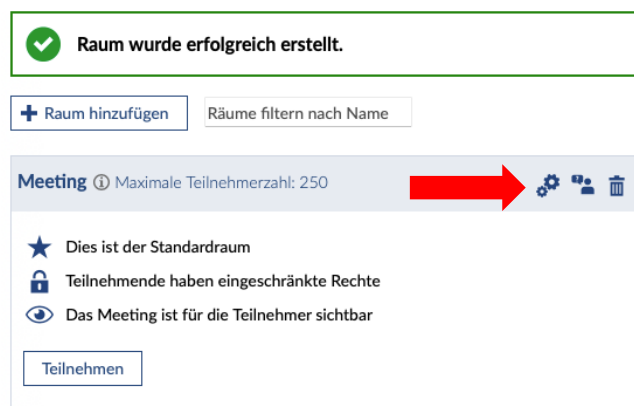 Raum wurde erfolgreich erstellt.
Raum hinzufügen
Räume filtern nach Name
Meeting Maximale Teilnehmerzahl: 250
Dies ist der Standardraum
Teilnehmende haben eingeschränkte Rechte
Das Meeting ist für die Teilnehmer sichtbar
Teilnehmen